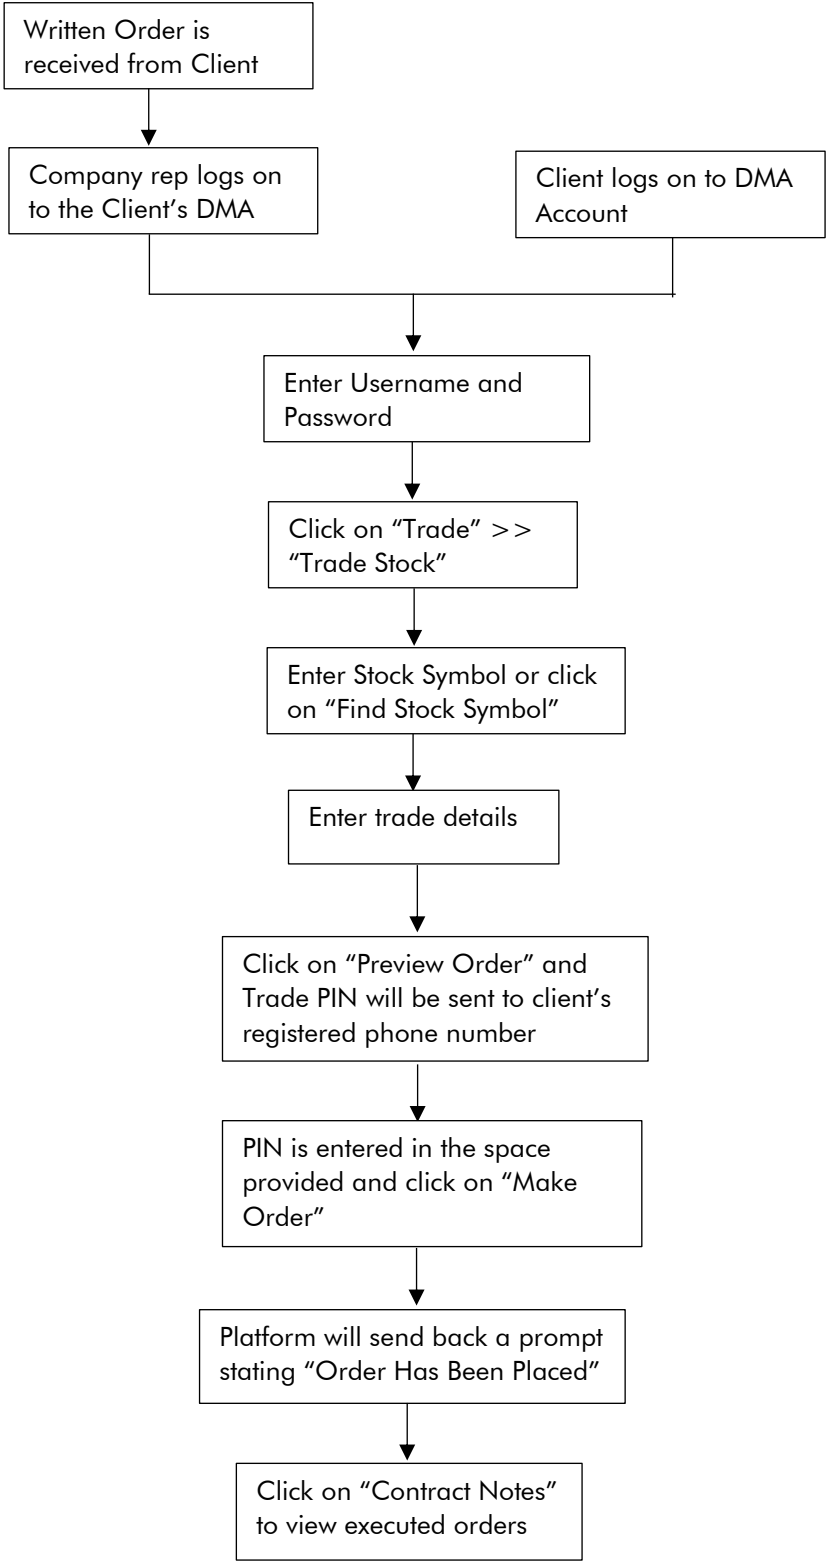 Written Order is
received from Client
Company rep logs on
to the Client’s DMA
Client logs on to DMA
Account
Enter Username and
Password
Click on “Trade” >>
“Trade Stock”
Enter Stock Symbol or click
on “Find Stock Symbol”
Enter trade details
Click on “Preview Order” and
Trade PIN will be sent to client’s
registered phone number
PIN is entered in the space
provided and click on “Make
Order”
Platform will send back a prompt
stating “Order Has Been Placed”
Click on “Contract Notes”
to view executed orders